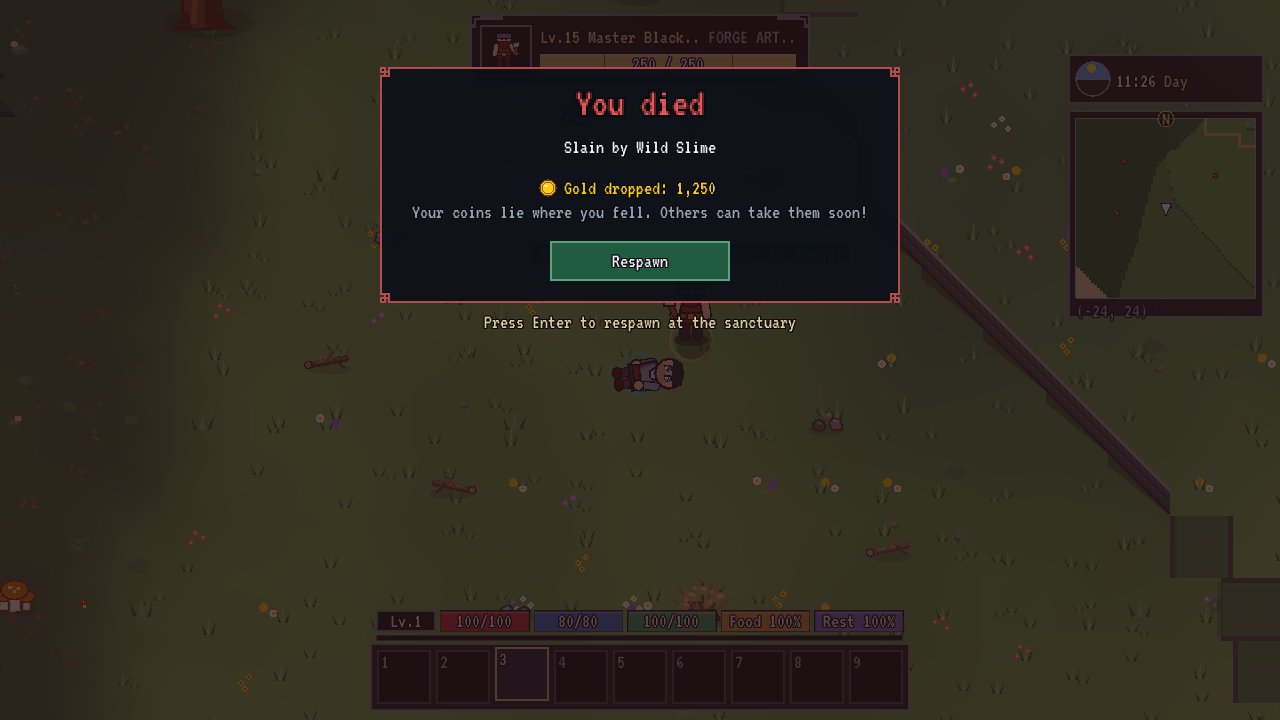 Lv.15 Master Black.. FORGE ART..
250 / 250
You died
Slain by Wild Slime
Gold dropped: 1,250
Your coins lie where you fell. Others can take them soon!
Respawn
Press Enter to respawn at the sanctuary
11:26 Day
N
(-24, 24)
Lv.1 100/100 80/80 100/100 Food 100% Rest 100%
1 2 3 4 5 6 7 8 9